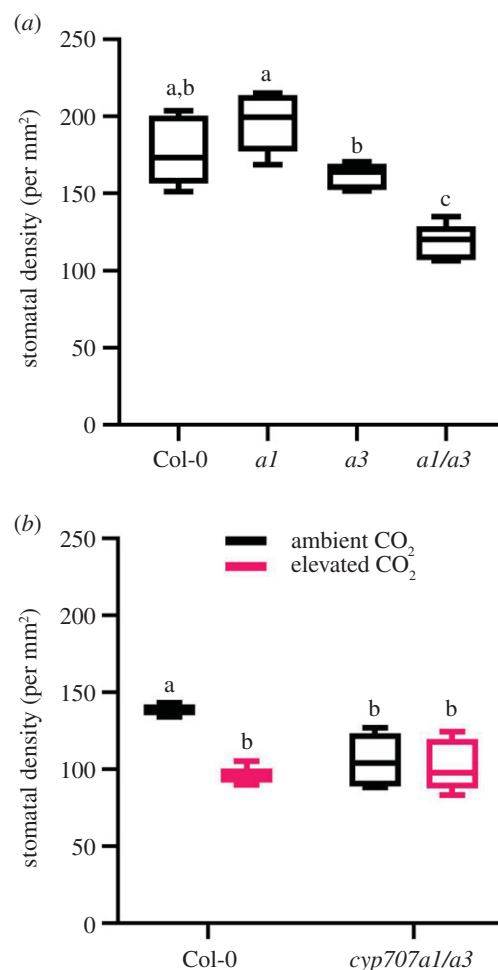 (a)
250
200
150
100
50
0
stomatal density (per mm²)
a,b
a
b
c
Col-0 a1 a3 a1/a3
(b)
250
200
150
100
50
0
stomatal density (per mm²)
ambient CO₂
elevated CO₂
a
b
b b
Col-0 cyp707a1/a3